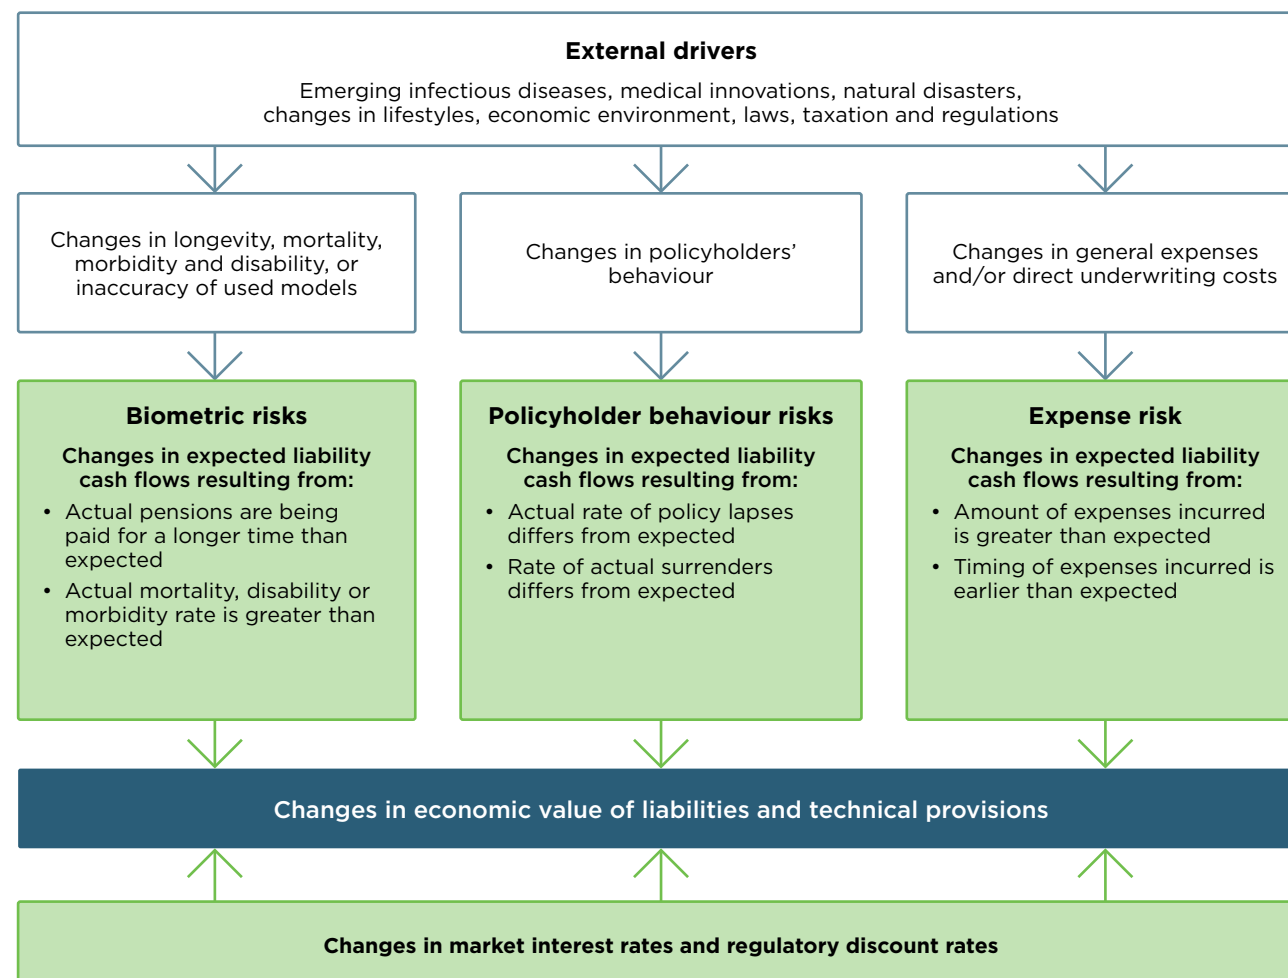 External drivers
Emerging infectious diseases, medical innovations, natural disasters,
changes in lifestyles, economic environment, laws, taxation and regulations
Changes in longevity, mortality,
morbidity and disability, or
inaccuracy of used models
Changes in policyholders’
behaviour
Changes in general expenses
and/or direct underwriting costs
Biometric risks
Changes in expected liability
cash flows resulting from:
• Actual pensions are being
paid for a longer time than
expected
• Actual mortality, disability or
morbidity rate is greater than
expected
Policyholder behaviour risks
Changes in expected liability
cash flows resulting from:
• Actual rate of policy lapses
differs from expected
• Rate of actual surrenders
differs from expected
Expense risk
Changes in expected liability
cash flows resulting from:
• Amount of expenses incurred
is greater than expected
• Timing of expenses incurred is
earlier than expected
Changes in economic value of liabilities and technical provisions
Changes in market interest rates and regulatory discount rates